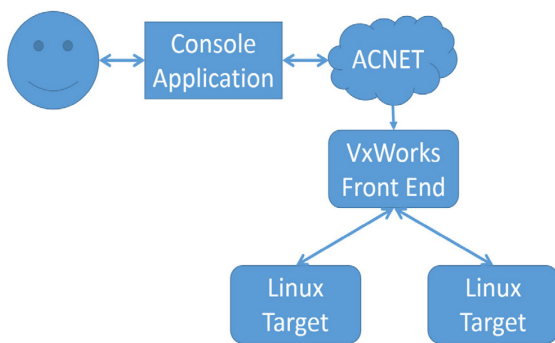 Console
Application
ACNET
VxWorks
Front End
Linux
Target
Linux
Target